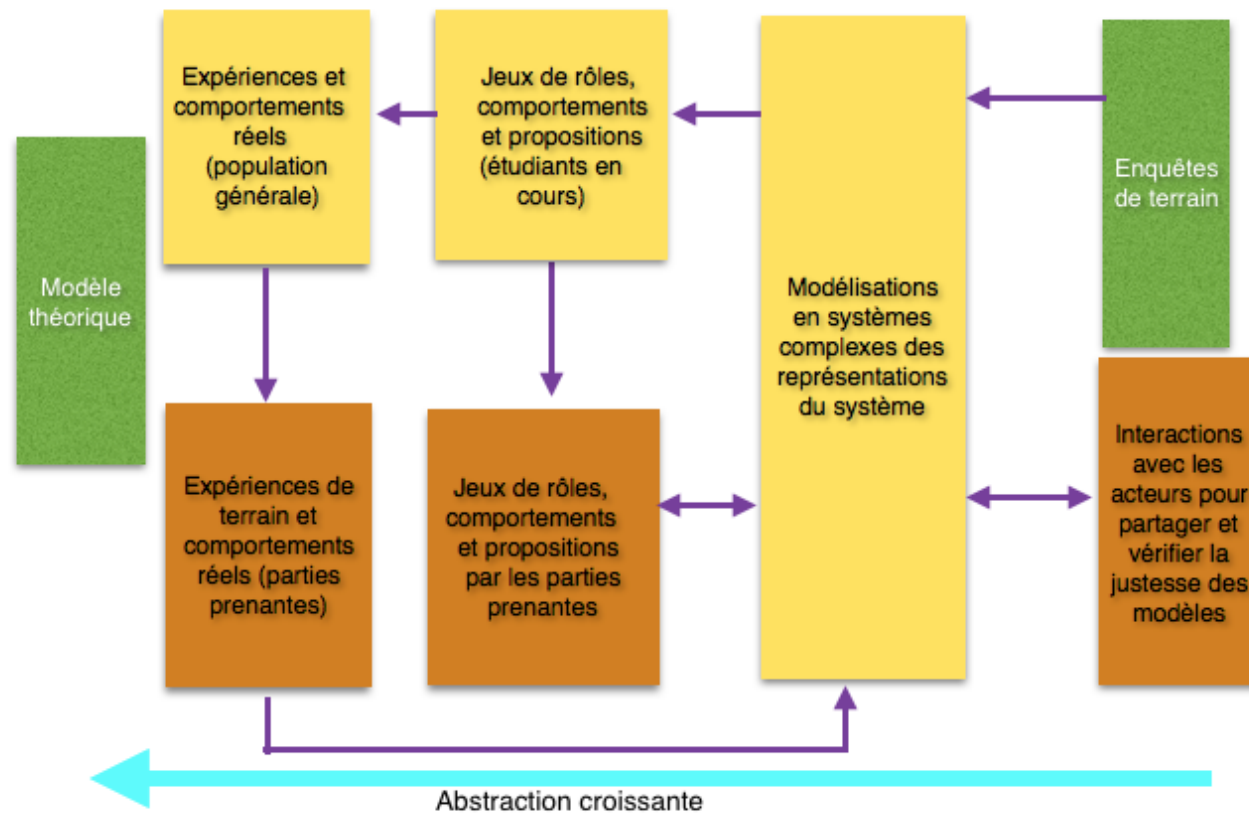 Expériences et
comportements
réels
(population
générale)
Jeux de rôles,
comportements
et propositions
(étudiants en
cours)
Modélisations
en systèmes
complexes des
représentations
du système
Enquêtes
de terrain
Modèle
théorique
Expériences de
terrain et
comportements
réels (parties
prenantes)
Jeux de rôles,
comportements
et propositions
par les parties
prenantes
Interactions
avec les
acteurs pour
partager et
vérifier la
justesse des
modèles
Abstraction croissante